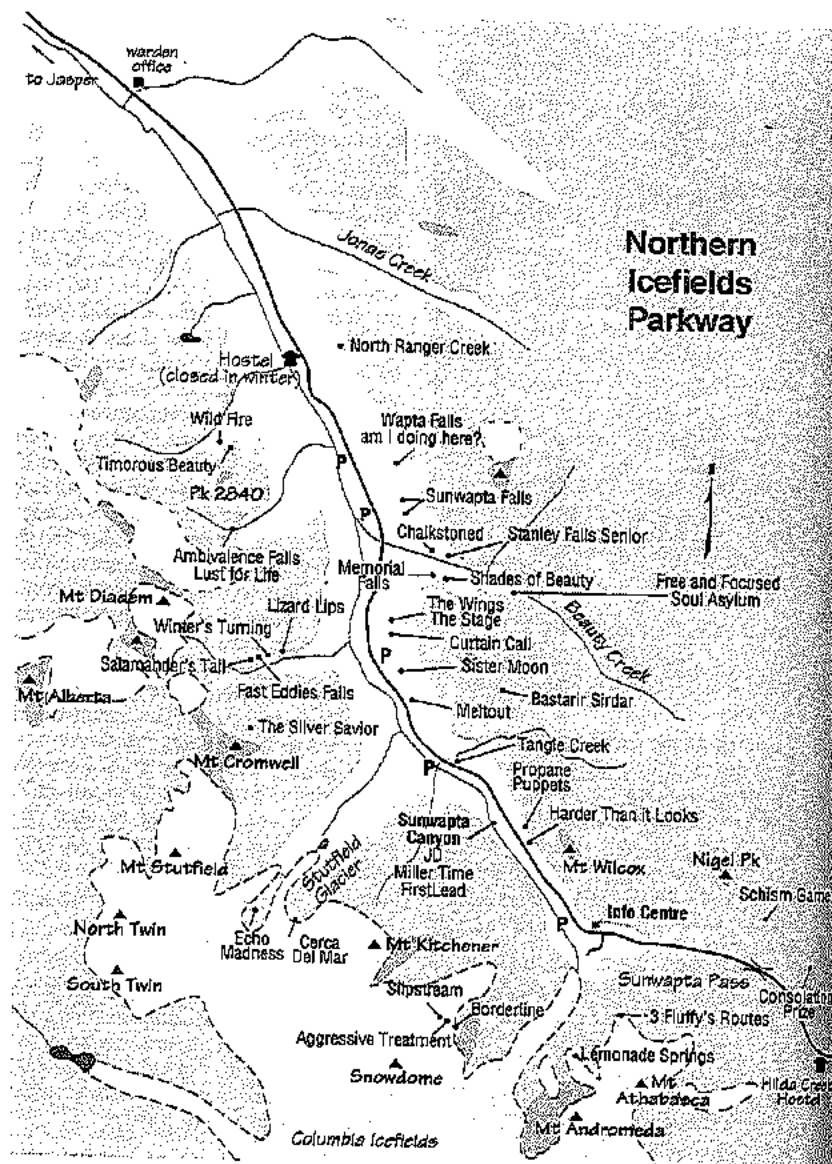 warden
office
to Jasper
Northern
Icefields
Parkway
Jonas Creek
North Ranger Creek
Hostel
(closed in winter)
Wild Fire
Wapta Falls
am I doing here?
Timorous Beauty
Pk 2840
P
Sunwapta Falls
P
Chalkstoned
Stanley Falls Senior
Ambivalence Falls
Lust for Life
Memorial
Falls
Shades of Beauty
Free and Focused
Soul Asylum
Mt Diadem
Lizard Lips
The Wings
The Stage
Winter's Turning
Curtain Call
Beauty Creek
P
Salamander's Tail
Sister Moon
Mt Alberta
Fast Eddies Falls
Bastarir Sirdar
Meltout
The Silver Savior
Tangle Creek
Mt Cromwell
P
Propane
Puppets
Sunwapta
Canyon
JD
Miller Time
FirstLead
Harder Than it Looks
Mt Stutfield
Stutfield
Glacier
Mt Wilcox
Nigel Pk
Schism Game
North Twin
P
Info Centre
Echo
Madness
Cerca
Del Mar
Mt Kitchener
South Twin
Sunwapta Pass
Slipstream
Consolation
Prize
Borderline
3 Fluffy's Routes
Aggressive Treatment
Lemonade Springs
Snowdome
Mt
Athabasca
Hilda Creek
Hostel
Mt Andromeda
Columbia Icefields